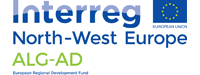 Interreg
EUROPEAN UNION
North-West Europe
ALG-AD
European Regional Development Fund